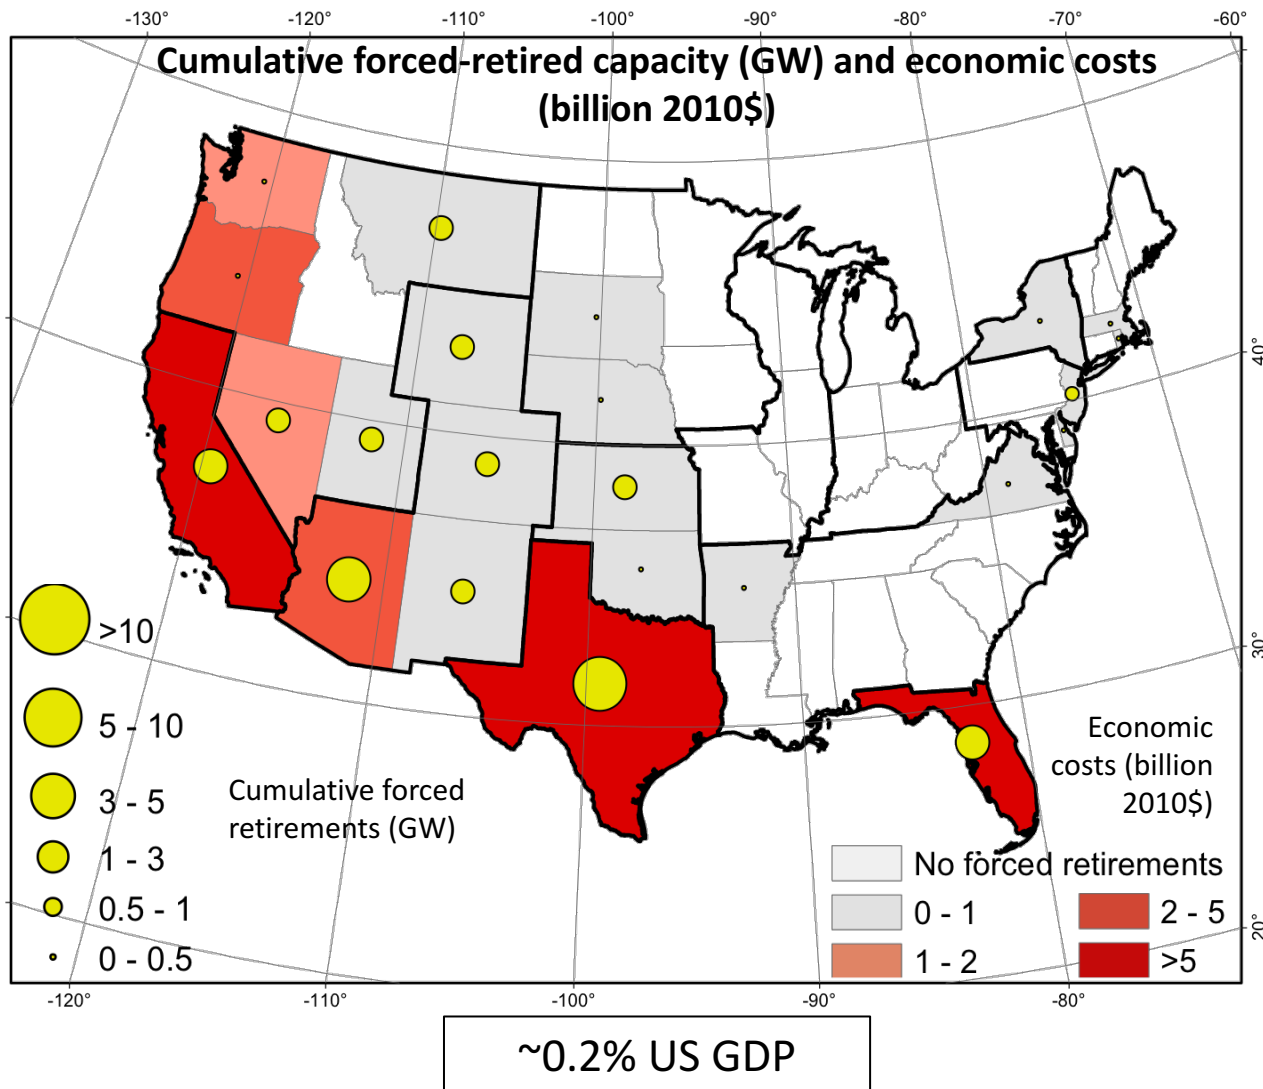 -130°
-120°
-110°
-100°
-90°
-80°
-70°
-60°
Cumulative forced-retired capacity (GW) and economic costs
(billion 2010$)
40°
30°
20°
>10
5 - 10
3 - 5
1 - 3
0.5 - 1
0 - 0.5
Cumulative forced
retirements (GW)
Economic
costs (billion
2010$)
No forced retirements
0 - 1
2 - 5
1 - 2
>5
-120°
-110°
-100°
-90°
-80°
~0.2% US GDP